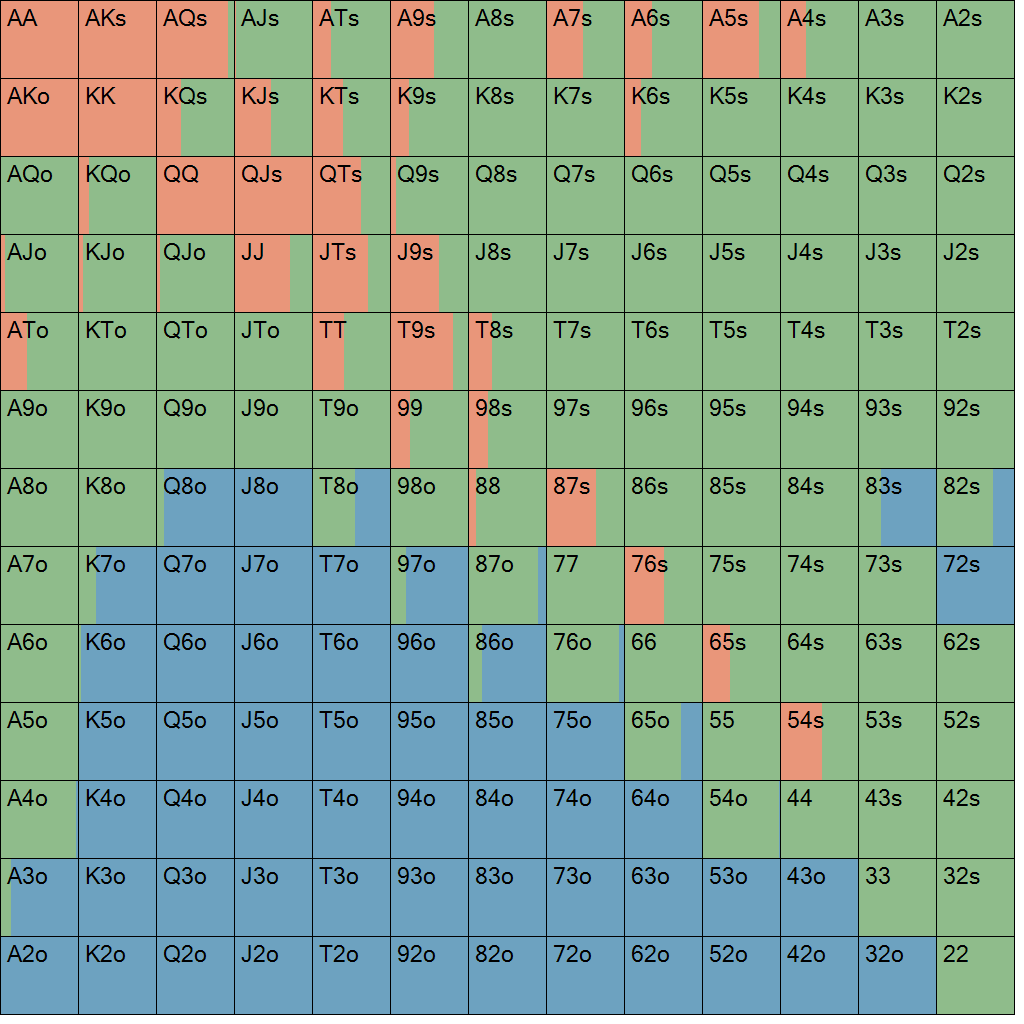 AA AKs AQs AJs ATs A9s A8s A7s A6s A5s A4s A3s A2s
AKo KK KQs KJs KTs K9s K8s K7s K6s K5s K4s K3s K2s
AQo KQo QQ QJs QTs Q9s Q8s Q7s Q6s Q5s Q4s Q3s Q2s
AJo KJo QJo JJ JTs J9s J8s J7s J6s J5s J4s J3s J2s
ATo KTo QTo JTo TT T9s T8s T7s T6s T5s T4s T3s T2s
A9o K9o Q9o J9o T9o 99 98s 97s 96s 95s 94s 93s 92s
A8o K8o Q8o J8o T8o 98o 88 87s 86s 85s 84s 83s 82s
A7o K7o Q7o J7o T7o 97o 87o 77 76s 75s 74s 73s 72s
A6o K6o Q6o J6o T6o 96o 86o 76o 66 65s 64s 63s 62s
A5o K5o Q5o J5o T5o 95o 85o 75o 65o 55 54s 53s 52s
A4o K4o Q4o J4o T4o 94o 84o 74o 64o 54o 44 43s 42s
A3o K3o Q3o J3o T3o 93o 83o 73o 63o 53o 43o 33 32s
A2o K2o Q2o J2o T2o 92o 82o 72o 62o 52o 42o 32o 22